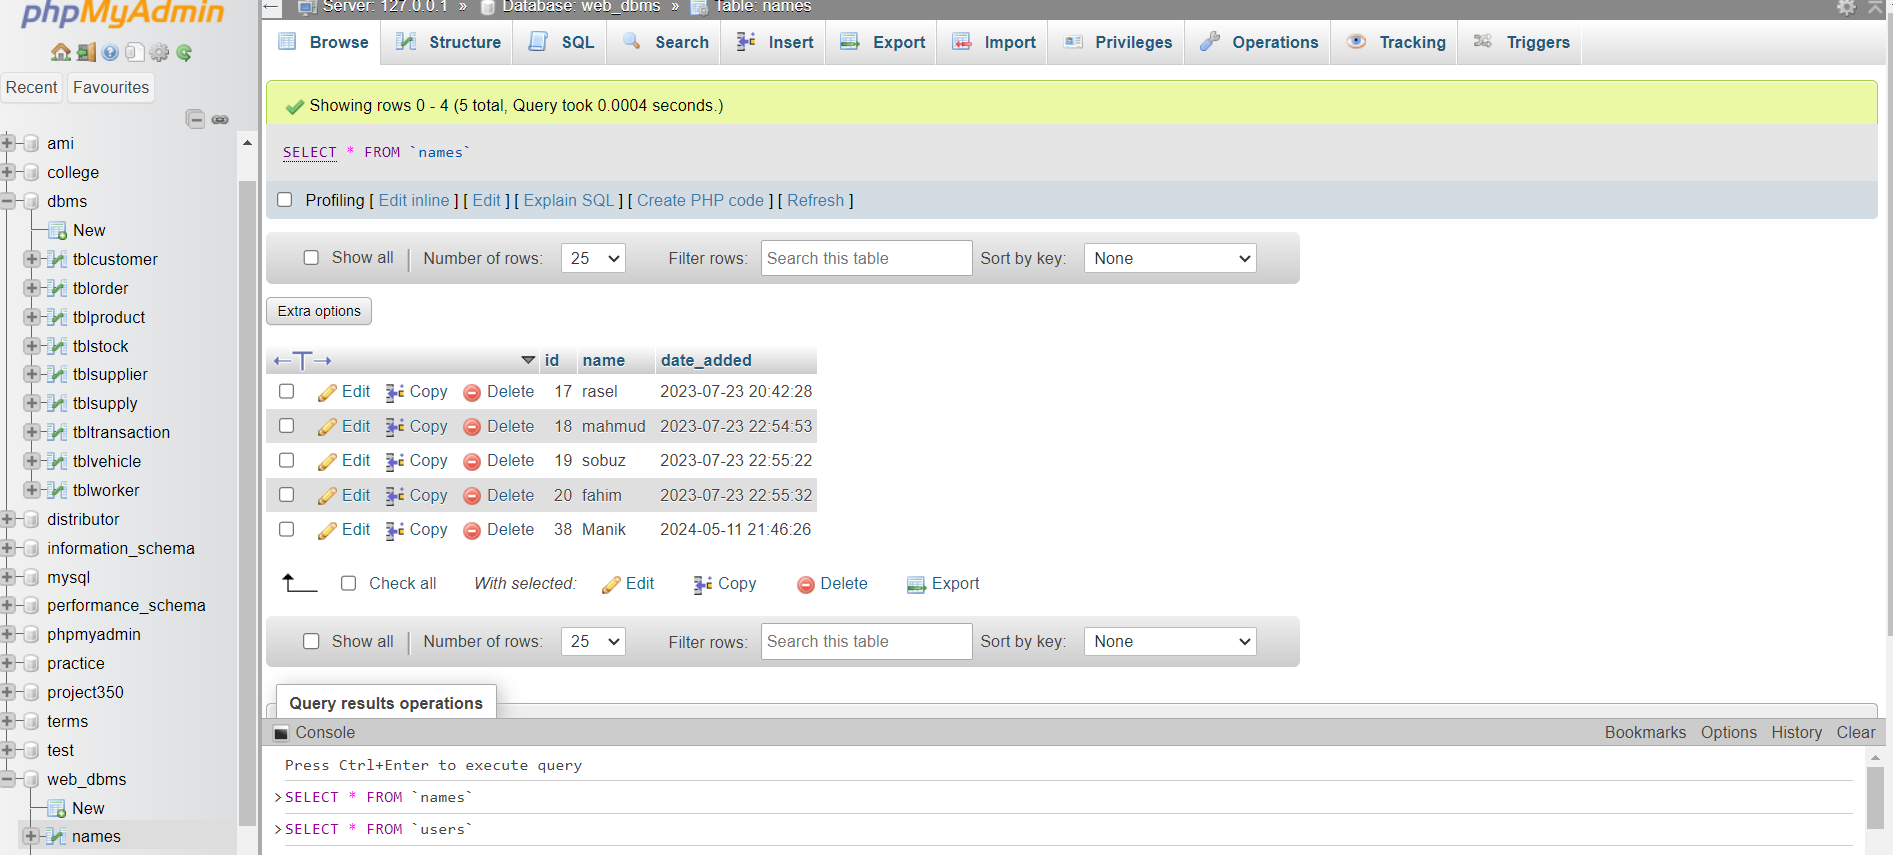 phpMyAdmin
Recent Favourites
ami
college
dbms
New
tblcustomer
tblorder
tblproduct
tblstock
tblsupplier
tblsupply
tbltransaction
tblvehicle
tblworker
distributor
information_schema
mysql
performance_schema
phpmyadmin
practice
project350
terms
test
web_dbms
New
names
Server: 127.0.0.1 » Database: web_dbms » Table: names
Browse Structure SQL Search Insert Export Import Privileges Operations Tracking Triggers
Showing rows 0 - 4 (5 total, Query took 0.0004 seconds.)
SELECT * FROM `names`
Profiling [ Edit inline ] [ Edit ] [ Explain SQL ] [ Create PHP code ] [ Refresh ]
Show all | Number of rows: 25 Filter rows: Search this table Sort by key: None
Extra options
←T→ id name date_added
Edit Copy Delete 17 rasel 2023-07-23 20:42:28
Edit Copy Delete 18 mahmud 2023-07-23 22:54:53
Edit Copy Delete 19 sobuz 2023-07-23 22:55:22
Edit Copy Delete 20 fahim 2023-07-23 22:55:32
Edit Copy Delete 38 Manik 2024-05-11 21:46:26
Check all With selected: Edit Copy Delete Export
Show all | Number of rows: 25 Filter rows: Search this table Sort by key: None
Query results operations
Console Bookmarks Options History Clear
Press Ctrl+Enter to execute query
>SELECT * FROM `names`
>SELECT * FROM `users`